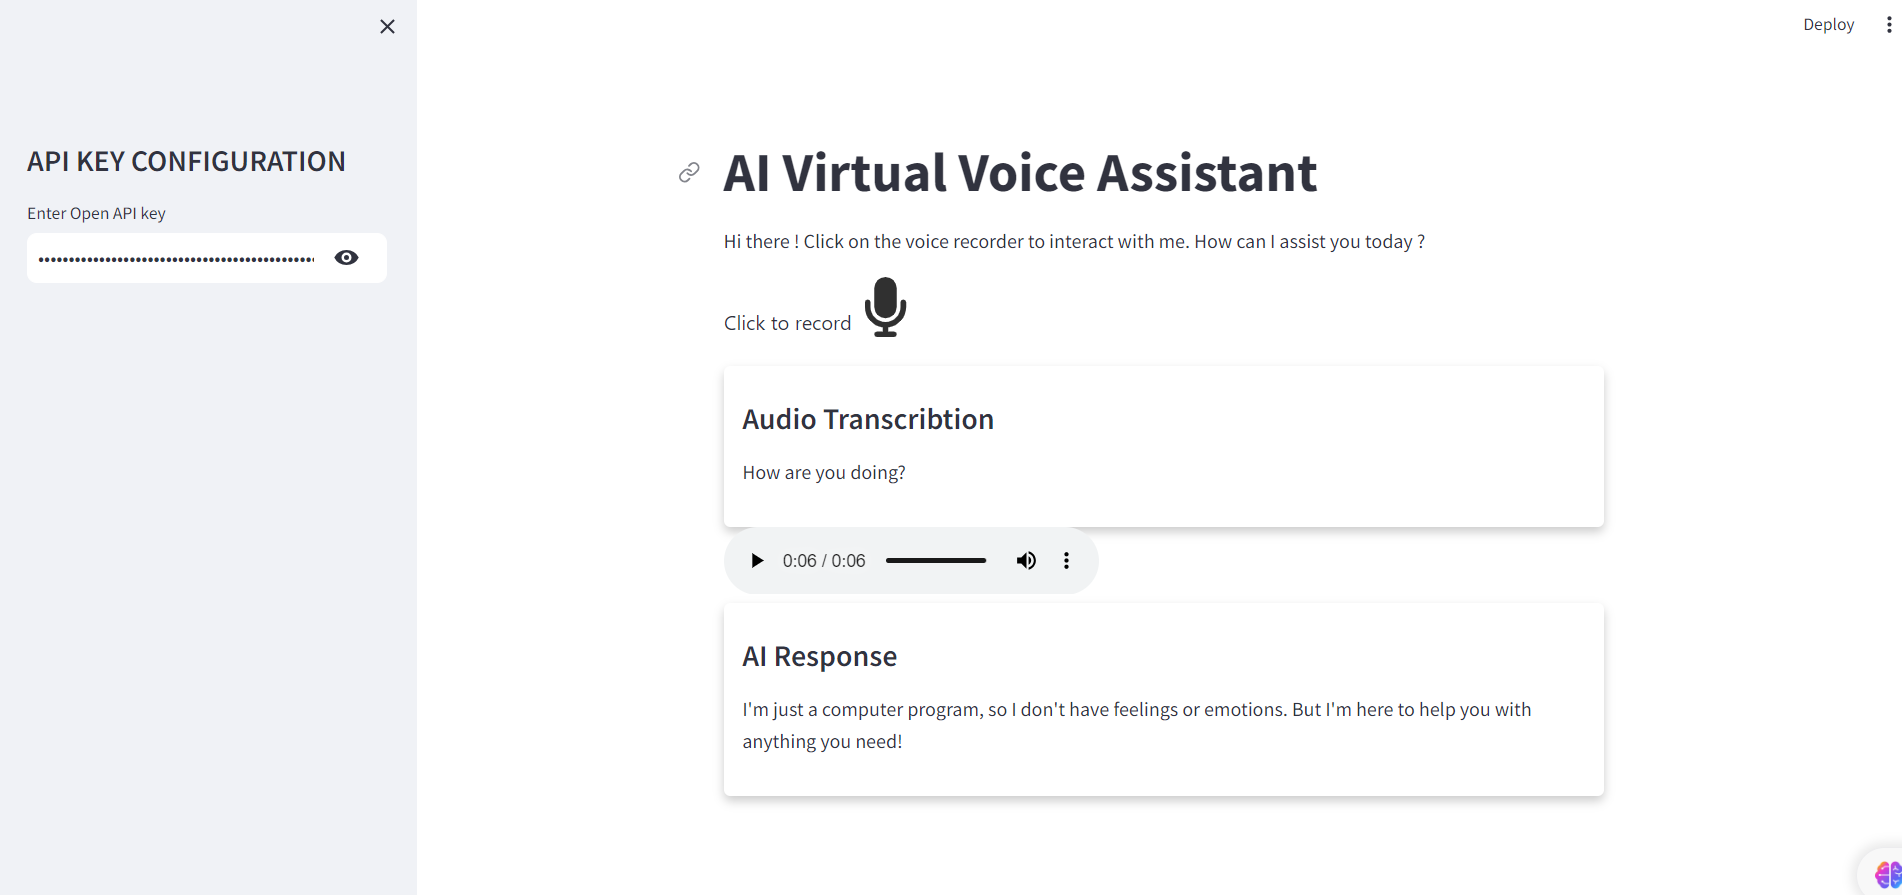 Deploy
API KEY CONFIGURATION
Enter Open API key
AI Virtual Voice Assistant
Hi there ! Click on the voice recorder to interact with me. How can I assist you today ?
Click to record
Audio Transcribtion
How are you doing?
0:06 / 0:06
AI Response
I'm just a computer program, so I don't have feelings or emotions. But I'm here to help you with
anything you need!